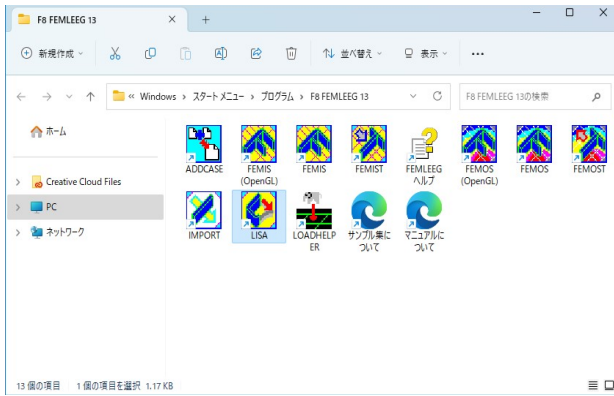 F8 FEMLEEG 13
新規作成
並べ替え
表示
« Windows › スタート メニュー › プログラム › F8 FEMLEEG 13
F8 FEMLEEG 13の検索
ホーム
Creative Cloud Files
PC
ネットワーク
ADDCASE
FEMIS
(OpenGL)
FEMIS
FEMIST
FEMLEEG
ヘルプ
FEMOS
(OpenGL)
FEMOS
FEMOST
IMPORT
LISA
LOADHELP
ER
サンプル集に
ついて
マニュアルに
ついて
13 個の項目 1 個の項目を選択 1.17 KB